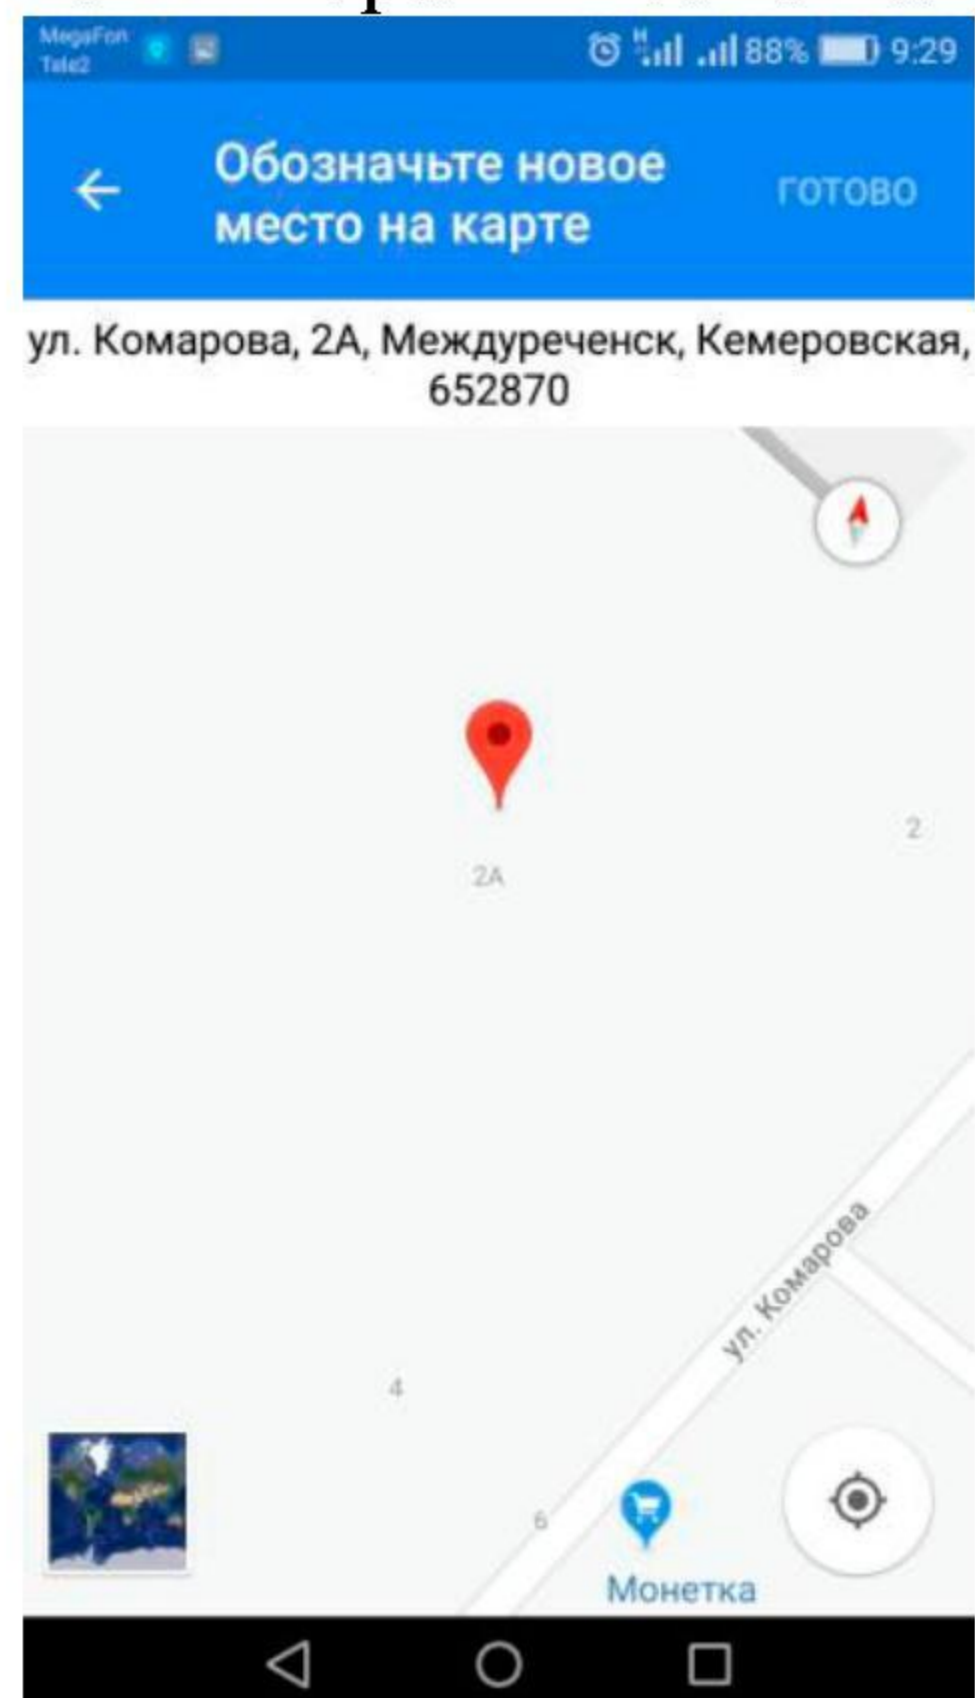 MegaFon
Tele2
88% 9:29
Обозначьте новое
место на карте
ГОТОВО
ул. Комарова, 2А, Междуреченск, Кемеровская,
652870
2
2А
ул. Комарова
4
6
Монетка